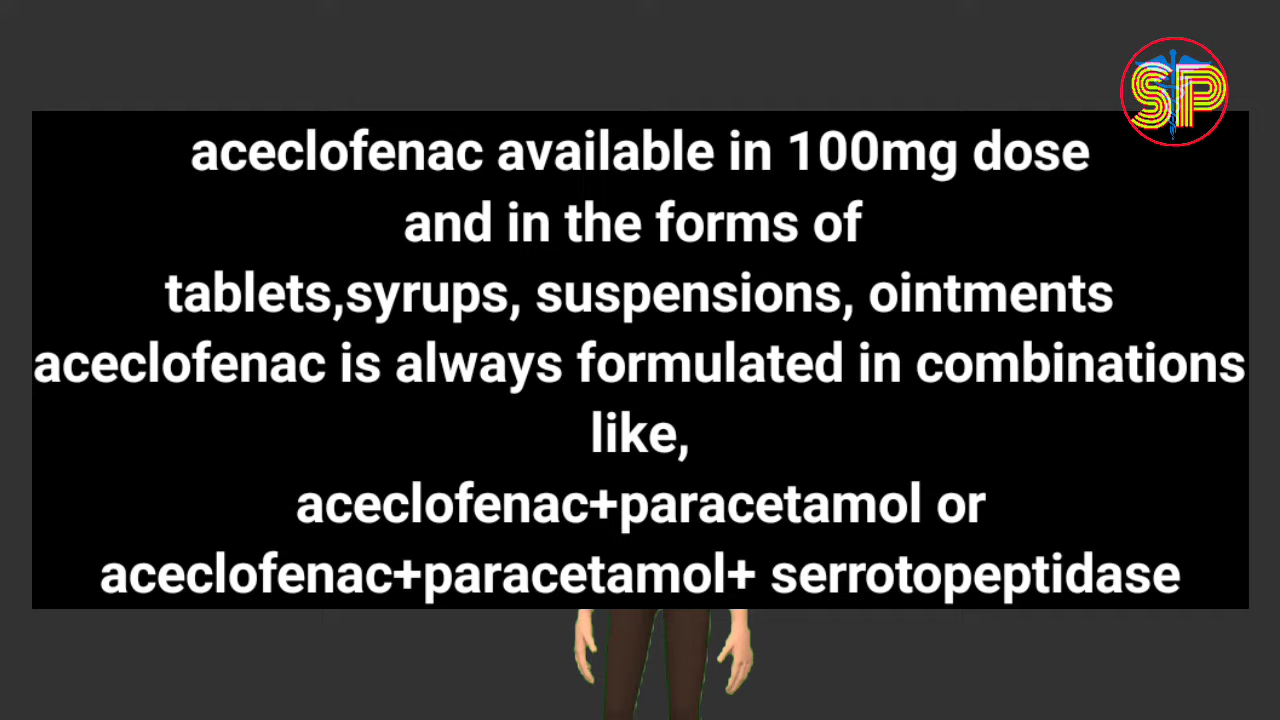 SP
aceclofenac available in 100mg dose
and in the forms of
tablets,syrups, suspensions, ointments
aceclofenac is always formulated in combinations
like,
aceclofenac+paracetamol or
aceclofenac+paracetamol+ serrotopeptidase